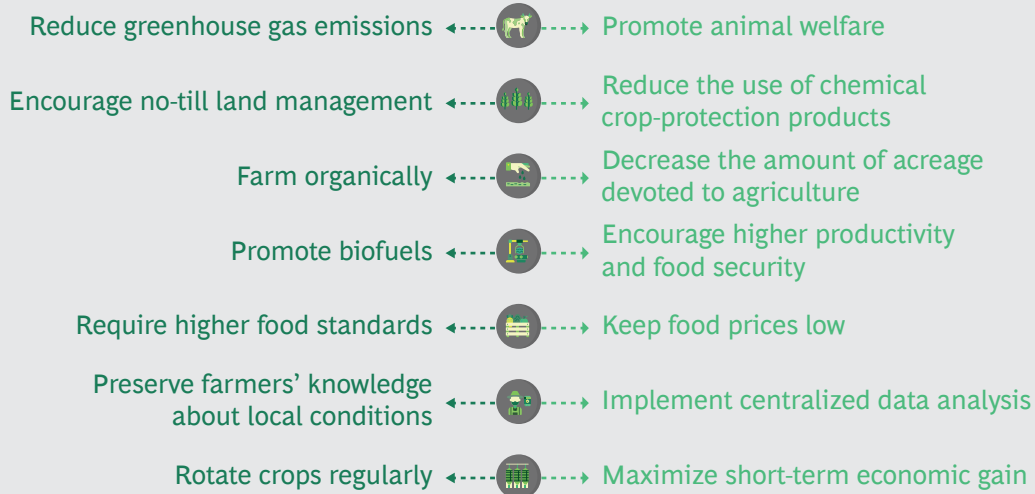 Reduce greenhouse gas emissions
Promote animal welfare
Encourage no-till land management
Reduce the use of chemical
crop-protection products
Farm organically
Decrease the amount of acreage
devoted to agriculture
Promote biofuels
Encourage higher productivity
and food security
Require higher food standards
Keep food prices low
Preserve farmers’ knowledge
about local conditions
Implement centralized data analysis
Rotate crops regularly
Maximize short-term economic gain